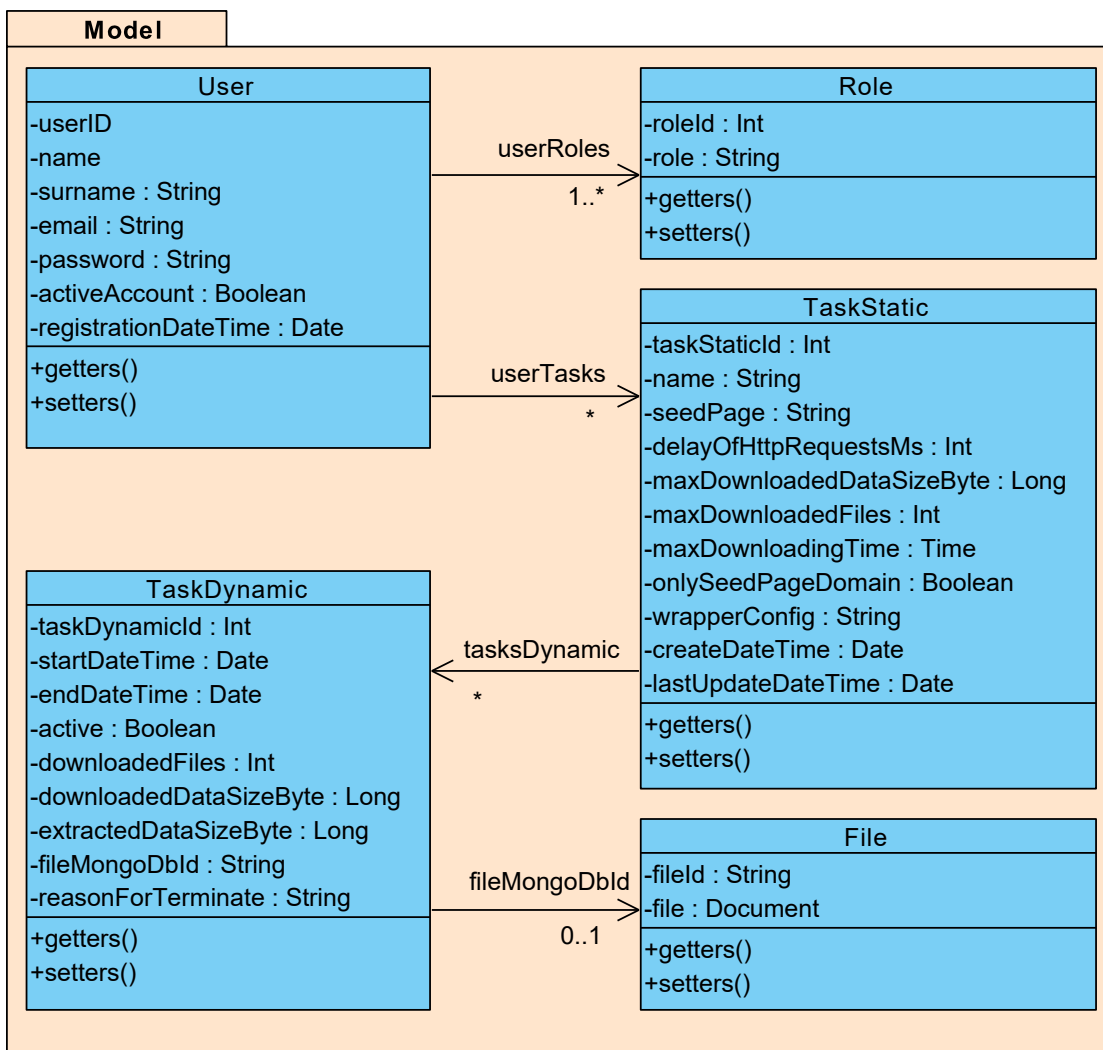 Model
User
-userID
-name
-surname : String
-email : String
-password : String
-activeAccount : Boolean
-registrationDateTime : Date
+getters()
+setters()
userRoles
1..*
Role
-roleId : Int
-role : String
+getters()
+setters()
userTasks
*
TaskStatic
-taskStaticId : Int
-name : String
-seedPage : String
-delayOfHttpRequestsMs : Int
-maxDownloadedDataSizeByte : Long
-maxDownloadedFiles : Int
-maxDownloadingTime : Time
-onlySeedPageDomain : Boolean
-wrapperConfig : String
-createDateTime : Date
-lastUpdateDateTime : Date
+getters()
+setters()
tasksDynamic
*
TaskDynamic
-taskDynamicId : Int
-startDateTime : Date
-endDateTime : Date
-active : Boolean
-downloadedFiles : Int
-downloadedDataSizeByte : Long
-extractedDataSizeByte : Long
-fileMongoDbId : String
-reasonForTerminate : String
+getters()
+setters()
fileMongoDbId
0..1
File
-fileId : String
-file : Document
+getters()
+setters()